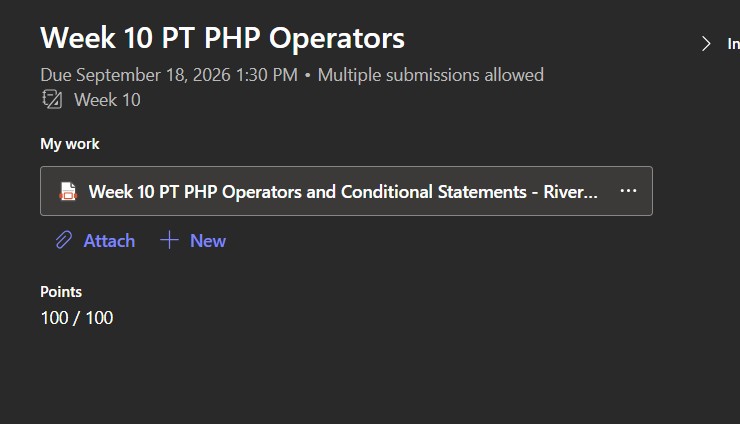 Week 10 PT PHP Operators
In
Due September 18, 2026 1:30 PM • Multiple submissions allowed
Week 10
My work
Week 10 PT PHP Operators and Conditional Statements - River...
Attach
New
Points
100 / 100